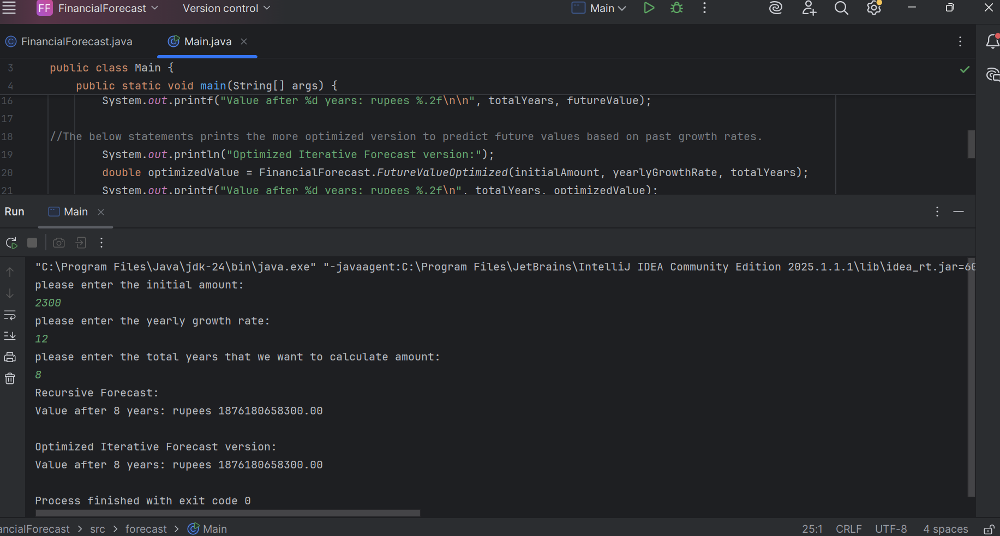 FF FinancialForecast Version control Main
FinancialForecast.java Main.java
3 public class Main {
4 public static void main(String[] args) {
16 System.out.printf("Value after %d years: rupees %.2f\n\n", totalYears, futureValue);
17
18 //The below statements prints the more optimized version to predict future values based on past growth rates.
19 System.out.println("Optimized Iterative Forecast version:");
20 double optimizedValue = FinancialForecast.FutureValueOptimized(initialAmount, yearlyGrowthRate, totalYears);
21 System.out.printf("Value after %d years: rupees %.2f\n", totalYears, optimizedValue);
Run Main
"C:\Program Files\Java\jdk-24\bin\java.exe" "-javaagent:C:\Program Files\JetBrains\IntelliJ IDEA Community Edition 2025.1.1.1\lib\idea_rt.jar=60
please enter the initial amount:
2300
please enter the yearly growth rate:
12
please enter the total years that we want to calculate amount:
8
Recursive Forecast:
Value after 8 years: rupees 1876180658300.00
Optimized Iterative Forecast version:
Value after 8 years: rupees 1876180658300.00
Process finished with exit code 0
ancialForecast > src > forecast > Main 25:1 CRLF UTF-8 4 spaces